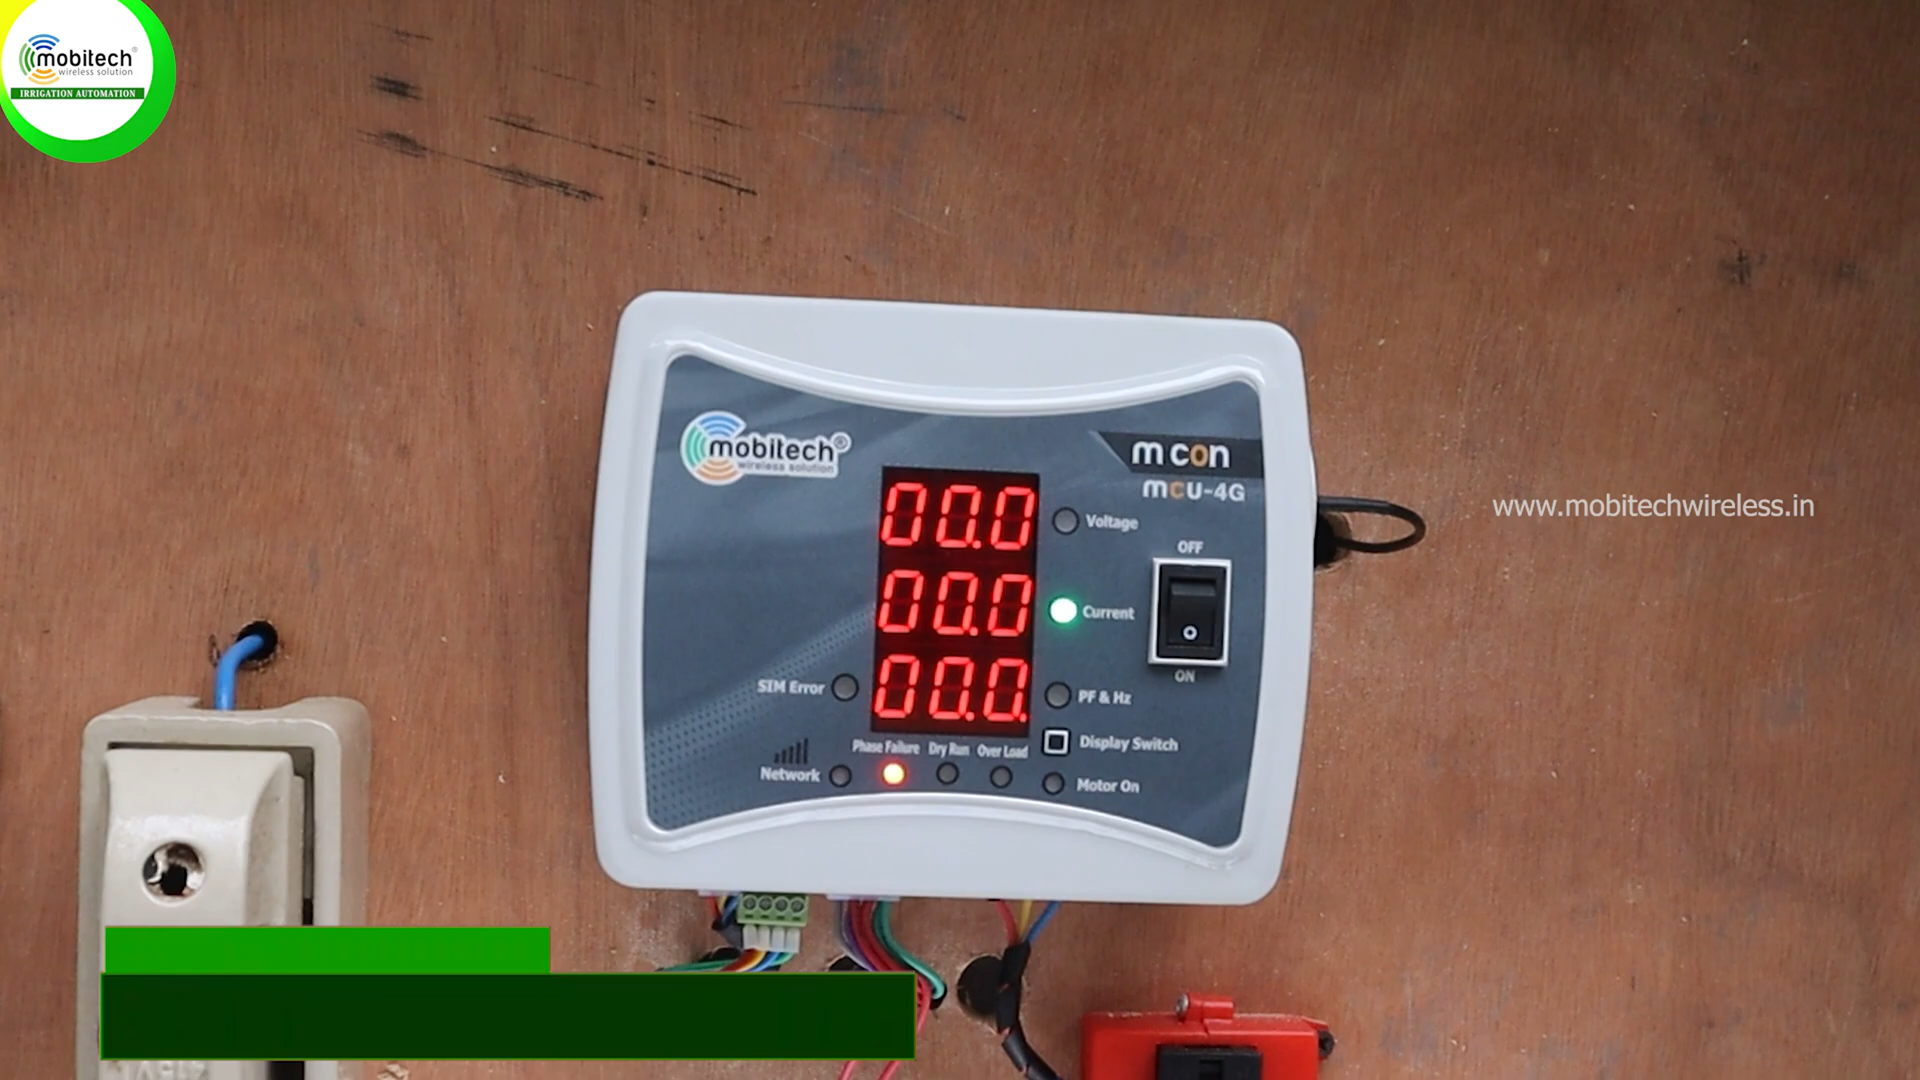 mobitech®
wireless solution
IRRIGATION AUTOMATION
mobitech®
wireless solution
m con
mcu-4G
00.0
Voltage
www.mobitechwireless.in
OFF
00.0
Current
ON
00.0.
SIM Error
PF & Hz
Display Switch
Phase Failure Dry Run Over Load
Network
Motor On